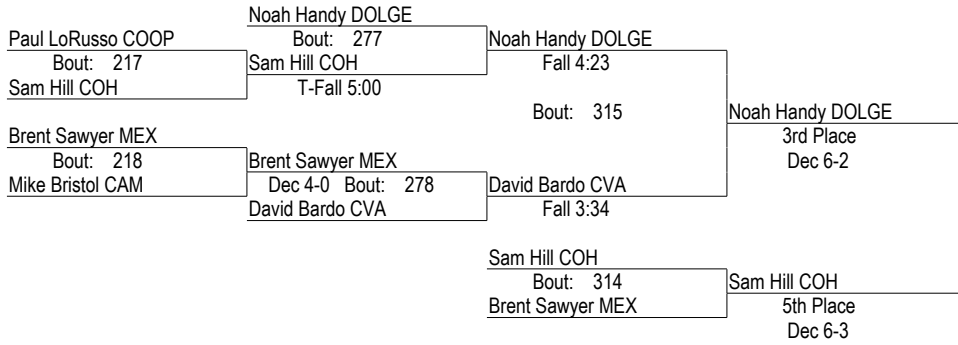 Noah Handy DOLGE
Paul LoRusso COOP
Bout: 277
Noah Handy DOLGE
Bout: 217
Sam Hill COH
Fall 4:23
Sam Hill COH
T-Fall 5:00
Bout: 315
Noah Handy DOLGE
Brent Sawyer MEX
3rd Place
Bout: 218
Brent Sawyer MEX
Dec 6-2
Mike Bristol CAM
Dec 4-0 Bout: 278
David Bardo CVA
David Bardo CVA
Fall 3:34
Sam Hill COH
Bout: 314
Sam Hill COH
Brent Sawyer MEX
5th Place
Dec 6-3